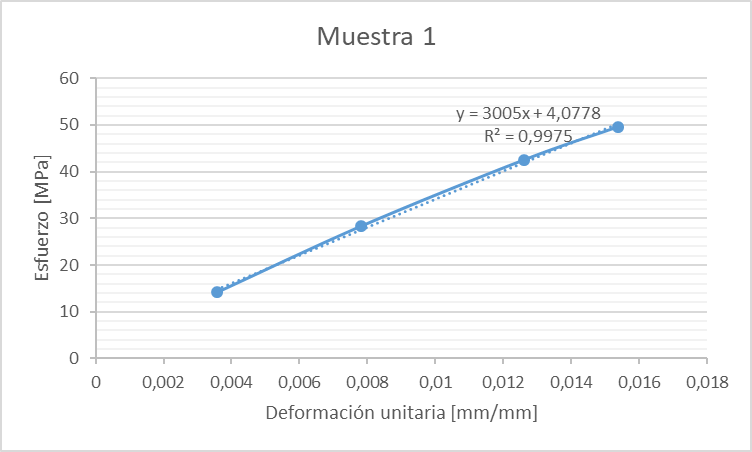 Muestra 1
60
50
40
30
20
10
0
y = 3005x + 4,0778
R² = 0,9975
Esfuerzo [MPa]
0 0,002 0,004 0,006 0,008 0,01 0,012 0,014 0,016 0,018
Deformación unitaria [mm/mm]